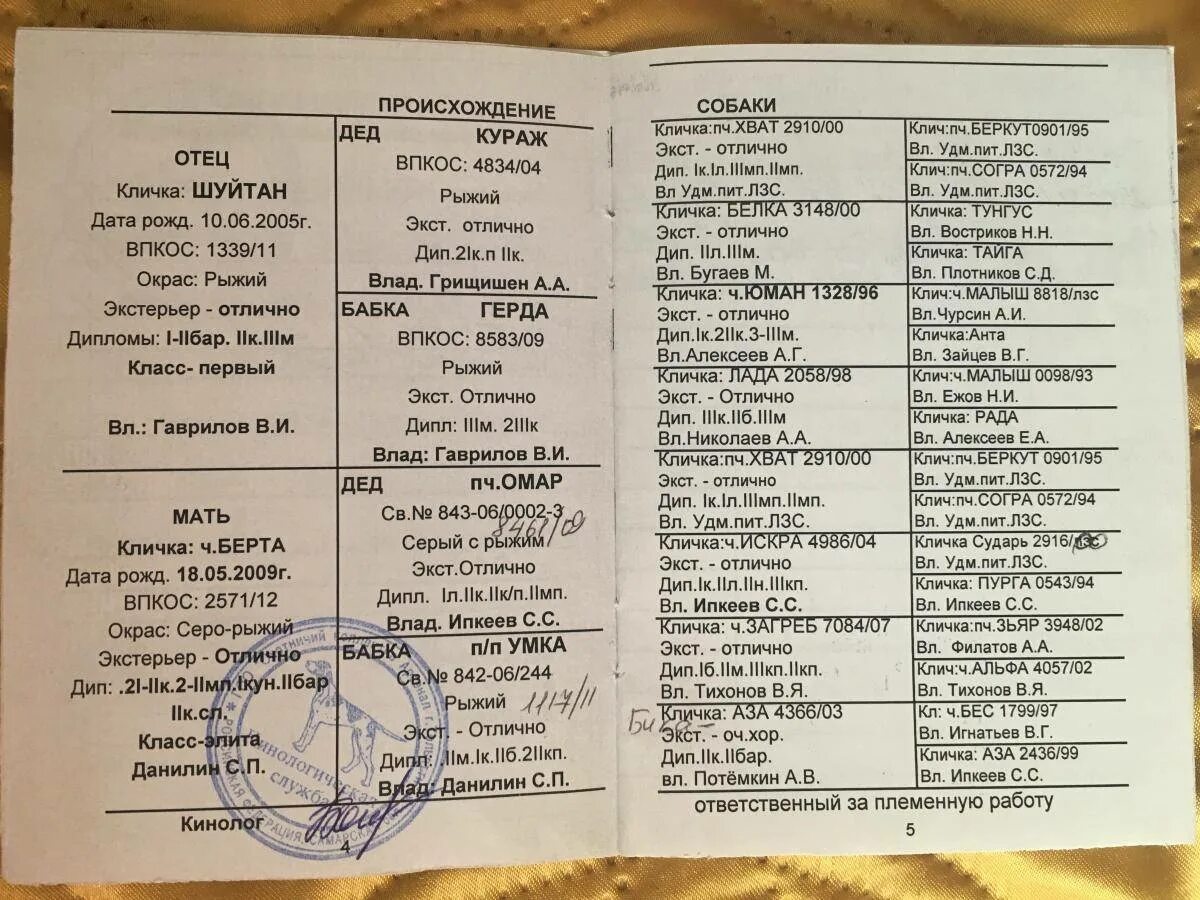 ПРОИСХОЖДЕНИЕ
ОТЕЦ
Кличка: ШУЙТАН
Дата рожд. 10.06.2005г.
ВПКОС: 1339/11
Окрас: Рыжий
Экстерьер - отлично
Дипломы: I-IIбар. IIк.IIIм
Класс- первый
Вл.: Гаврилов В.И.
МАТЬ
Кличка: ч.БЕРТА
Дата рожд. 18.05.2009г.
ВПКОС: 2571/12
Окрас: Серо-рыжий
Экстерьер - Отлично
Дип: .2I-IIк.2-IIмп.Iкун.IIбар
IIк.сл.
Класс-элита
Данилин С.П.
Кинолог
ДЕД КУРАЖ
ВПКОС: 4834/04
Рыжий
Экст. отлично
Дип.2Iк.п IIк.
Влад. Грищишен А.А.
БАБКА ГЕРДА
ВПКОС: 8583/09
Рыжий
Экст. Отлично
Дипл: IIIм. 2IIIк
Влад: Гаврилов В.И.
ДЕД пч.ОМАР
Св.№ 843-06/0002-3
8461/09
Серый с рыжим
Экст.Отлично
Дипл. Iл.IIк.IIк/п.IIмп.
Влад. Ипкеев С.С.
БАБКА п/п УМКА
Св.№ 842-06/244
Рыжий 1117/11
Экст. - Отлично
Дипл: .IIм.Iк.IIб.2IIкп.
Влад: Данилин С.П.
кинологическая
служба
4
СОБАКИ
Кличка:пч.ХВАТ 2910/00
Экст. - отлично
Дип. Iк.Iл.IIIмп.IIмп.
Вл Удм.пит.ЛЗС.
Кличка: БЕЛКА 3148/00
Экст. - отлично
Дип. IIл.IIIм.
Вл. Бугаев М.
Кличка: ч.ЮМАН 1328/96
Экст. - отлично
Дип.Iк.2IIк.3-IIIм.
Вл.Алексеев А.Г.
Кличка: ЛАДА 2058/98
Экст. - Отлично
Дип. IIIк.IIб.IIIм
Вл.Николаев А.А.
Кличка:пч.ХВАТ 2910/00
Экст. - отлично
Дип. Iк.Iл.IIIмп.IIмп.
Вл. Удм.пит.ЛЗС.
Кличка:ч.ИСКРА 4986/04
Экст. - отлично
Дип.Iк.IIл.IIн.IIIкп.
Вл. Ипкеев С.С.
Кличка: ч.ЗАГРЕБ 7084/07
Экст. - отлично
Дип.Iб.IIм.IIIкп.IIкп.
Вл. Тихонов В.Я.
Кличка: АЗА 4366/03
Экст. - оч.хор.
Дип.IIк.IIбар.
вл. Потёмкин А.В.
Клич:пч.БЕРКУТ0901/95
Вл. Удм.пит.ЛЗС.
Клич:пч.СОГРА 0572/94
Вл. Удм.пит.ЛЗС.
Кличка: ТУНГУС
Вл. Востриков Н.Н.
Кличка: ТАЙГА
Вл. Плотников С.Д.
Клич:ч.МАЛЫШ 8818/лзс
Вл.Чурсин А.И.
Кличка:Анта
Вл. Зайцев В.Г.
Клич:ч.МАЛЫШ 0098/93
Вл. Ежов Н.И.
Кличка: РАДА
Вл. Алексеев Е.А.
Клич:пч.БЕРКУТ 0901/95
Вл. Удм.пит.ЛЗС.
Клич:пч.СОГРА 0572/94
Вл. Удм.пит.ЛЗС.
Кличка Сударь 2916/
Вл. Удм.пит.ЛЗС.
Кличка: ПУРГА 0543/94
Вл. Ипкеев С.С.
Кличка:пч.ЗЬЯР 3948/02
Вл. Филатов А.А.
Клич:ч.АЛЬФА 4057/02
Вл. Тихонов В.Я.
Кл: ч.БЕС 1799/97
Вл. Игнатьев В.Г.
Кличка: АЗА 2436/99
Вл. Ипкеев С.С.
ответственный за племенную работу
5